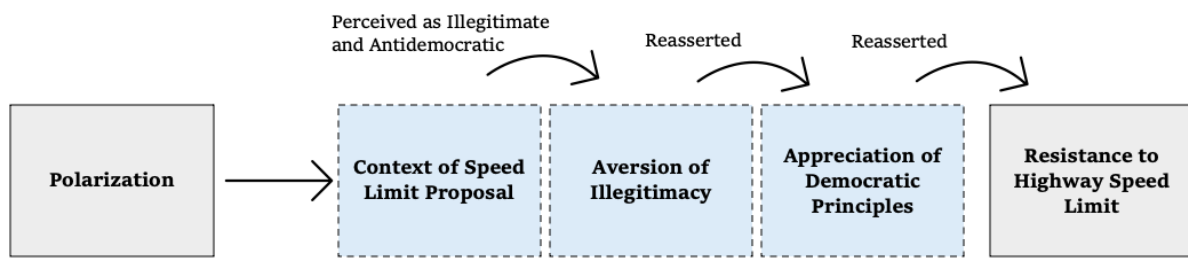 Perceived as Illegitimate
and Antidemocratic
Reasserted
Reasserted
Polarization
Context of Speed
Limit Proposal
Aversion of
Illegitimacy
Appreciation of
Democratic
Principles
Resistance to
Highway Speed
Limit